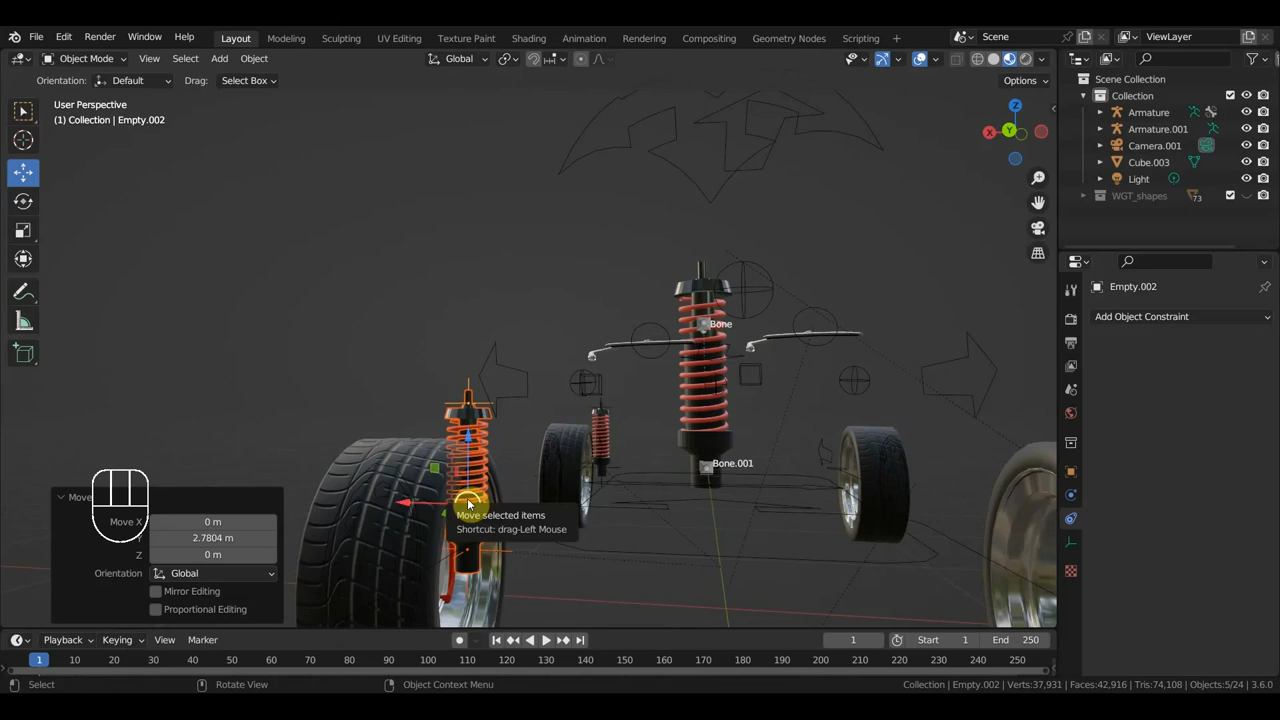 File Edit Render Window Help Layout Modeling Sculpting UV Editing Texture Paint Shading Animation Rendering Compositing Geometry Nodes Scripting + Scene ViewLayer
Object Mode View Select Add Object Global
Orientation: Default Drag: Select Box Options
User Perspective
(1) Collection | Empty.002
Scene Collection
Collection
Armature
Armature.001
Camera.001
Cube.003
Light
WGT_shapes 73
Z
X
Y
Bone
Bone.001
Empty.002
Add Object Constraint
Move
Move X 0 m
2.7804 m
Z 0 m
Orientation Global
Mirror Editing
Proportional Editing
Move selected items
Shortcut: drag-Left Mouse
Playback Keying View Marker 1 Start 1 End 250
1 10 20 30 40 50 60 70 80 90 100 110 120 130 140 150 160 170 180 190 200 210 220 230 240 250
Select Rotate View Object Context Menu Collection | Empty.002 | Verts:37,931 | Faces:42,916 | Tris:74,108 | Objects:5/24 | 3.6.0